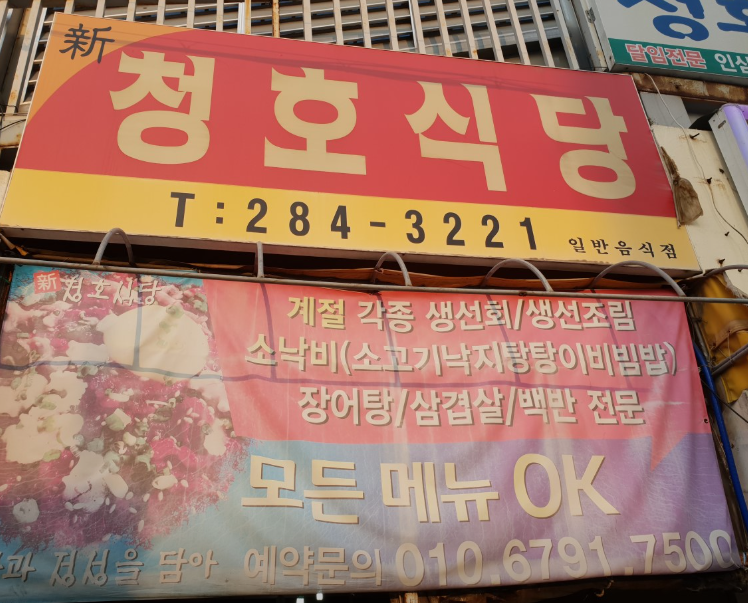 新 청호식당
T:284-3221 일반음식점
달임전문 인삼
新 청호식당
계절 각종 생선회/생선조림
소낙비(소고기낙지탕탕이비빔밥)
장어탕/삼겹살/백반 전문
모든 메뉴 OK
정성을 담아 예약문의 010.6791.7500